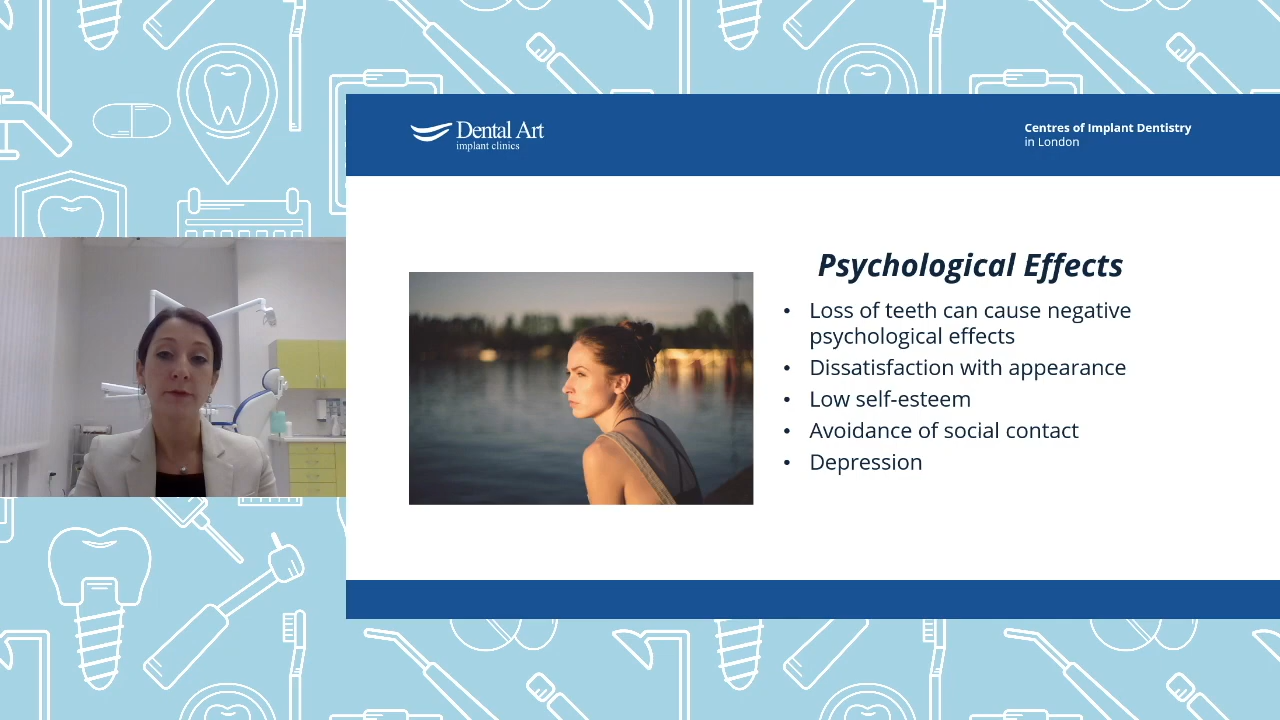 Dental Art
implant clinics
Centres of Implant Dentistry
in London
Psychological Effects
• Loss of teeth can cause negative
psychological effects
• Dissatisfaction with appearance
• Low self-esteem
• Avoidance of social contact
• Depression